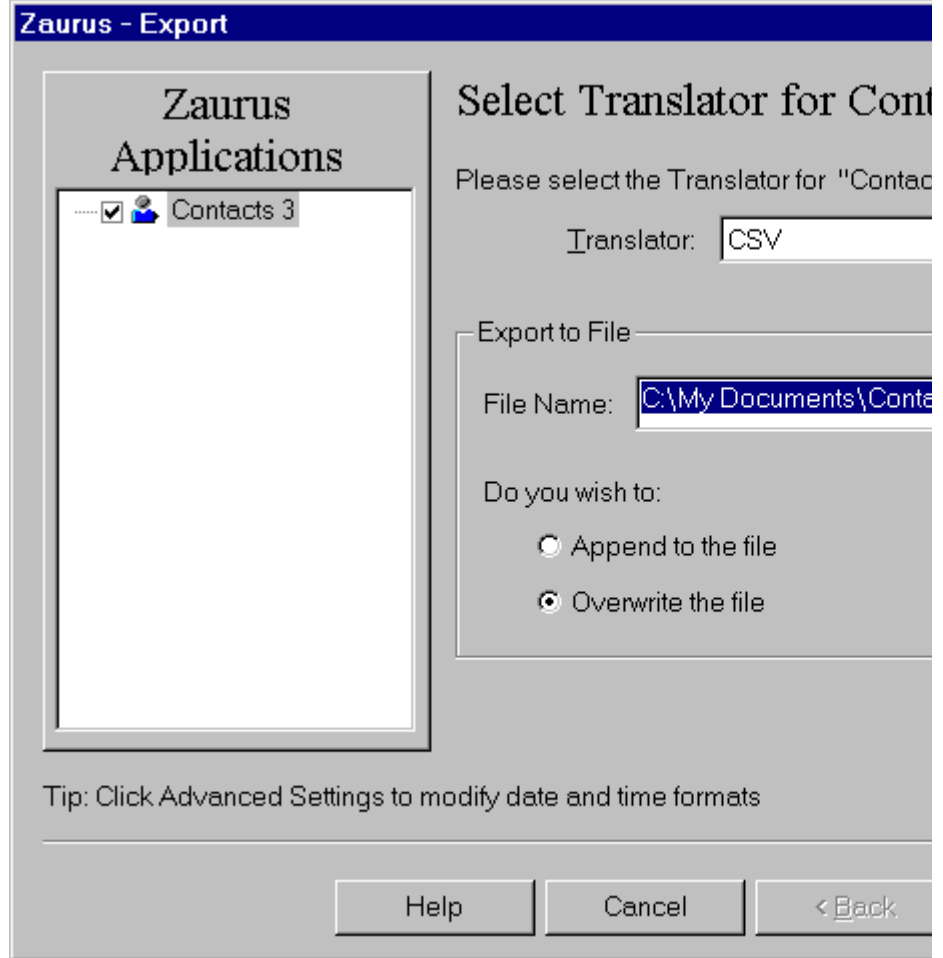 Zaurus - Export
Zaurus
Applications
Contacts 3
Select Translator for Cont
Please select the Translator for "Contac
Translator: CSV
Export to File
File Name: C:\My Documents\Conta
Do you wish to:
Append to the file
Overwrite the file
Tip: Click Advanced Settings to modify date and time formats
Help Cancel < Back